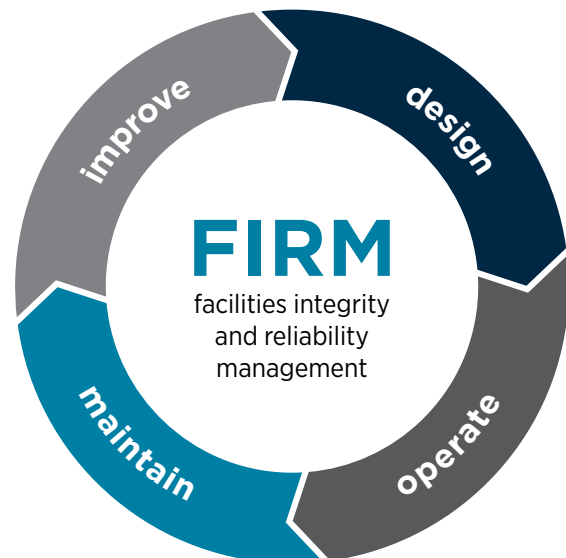 improve
design
FIRM
facilities integrity
and reliability
management
maintain
operate